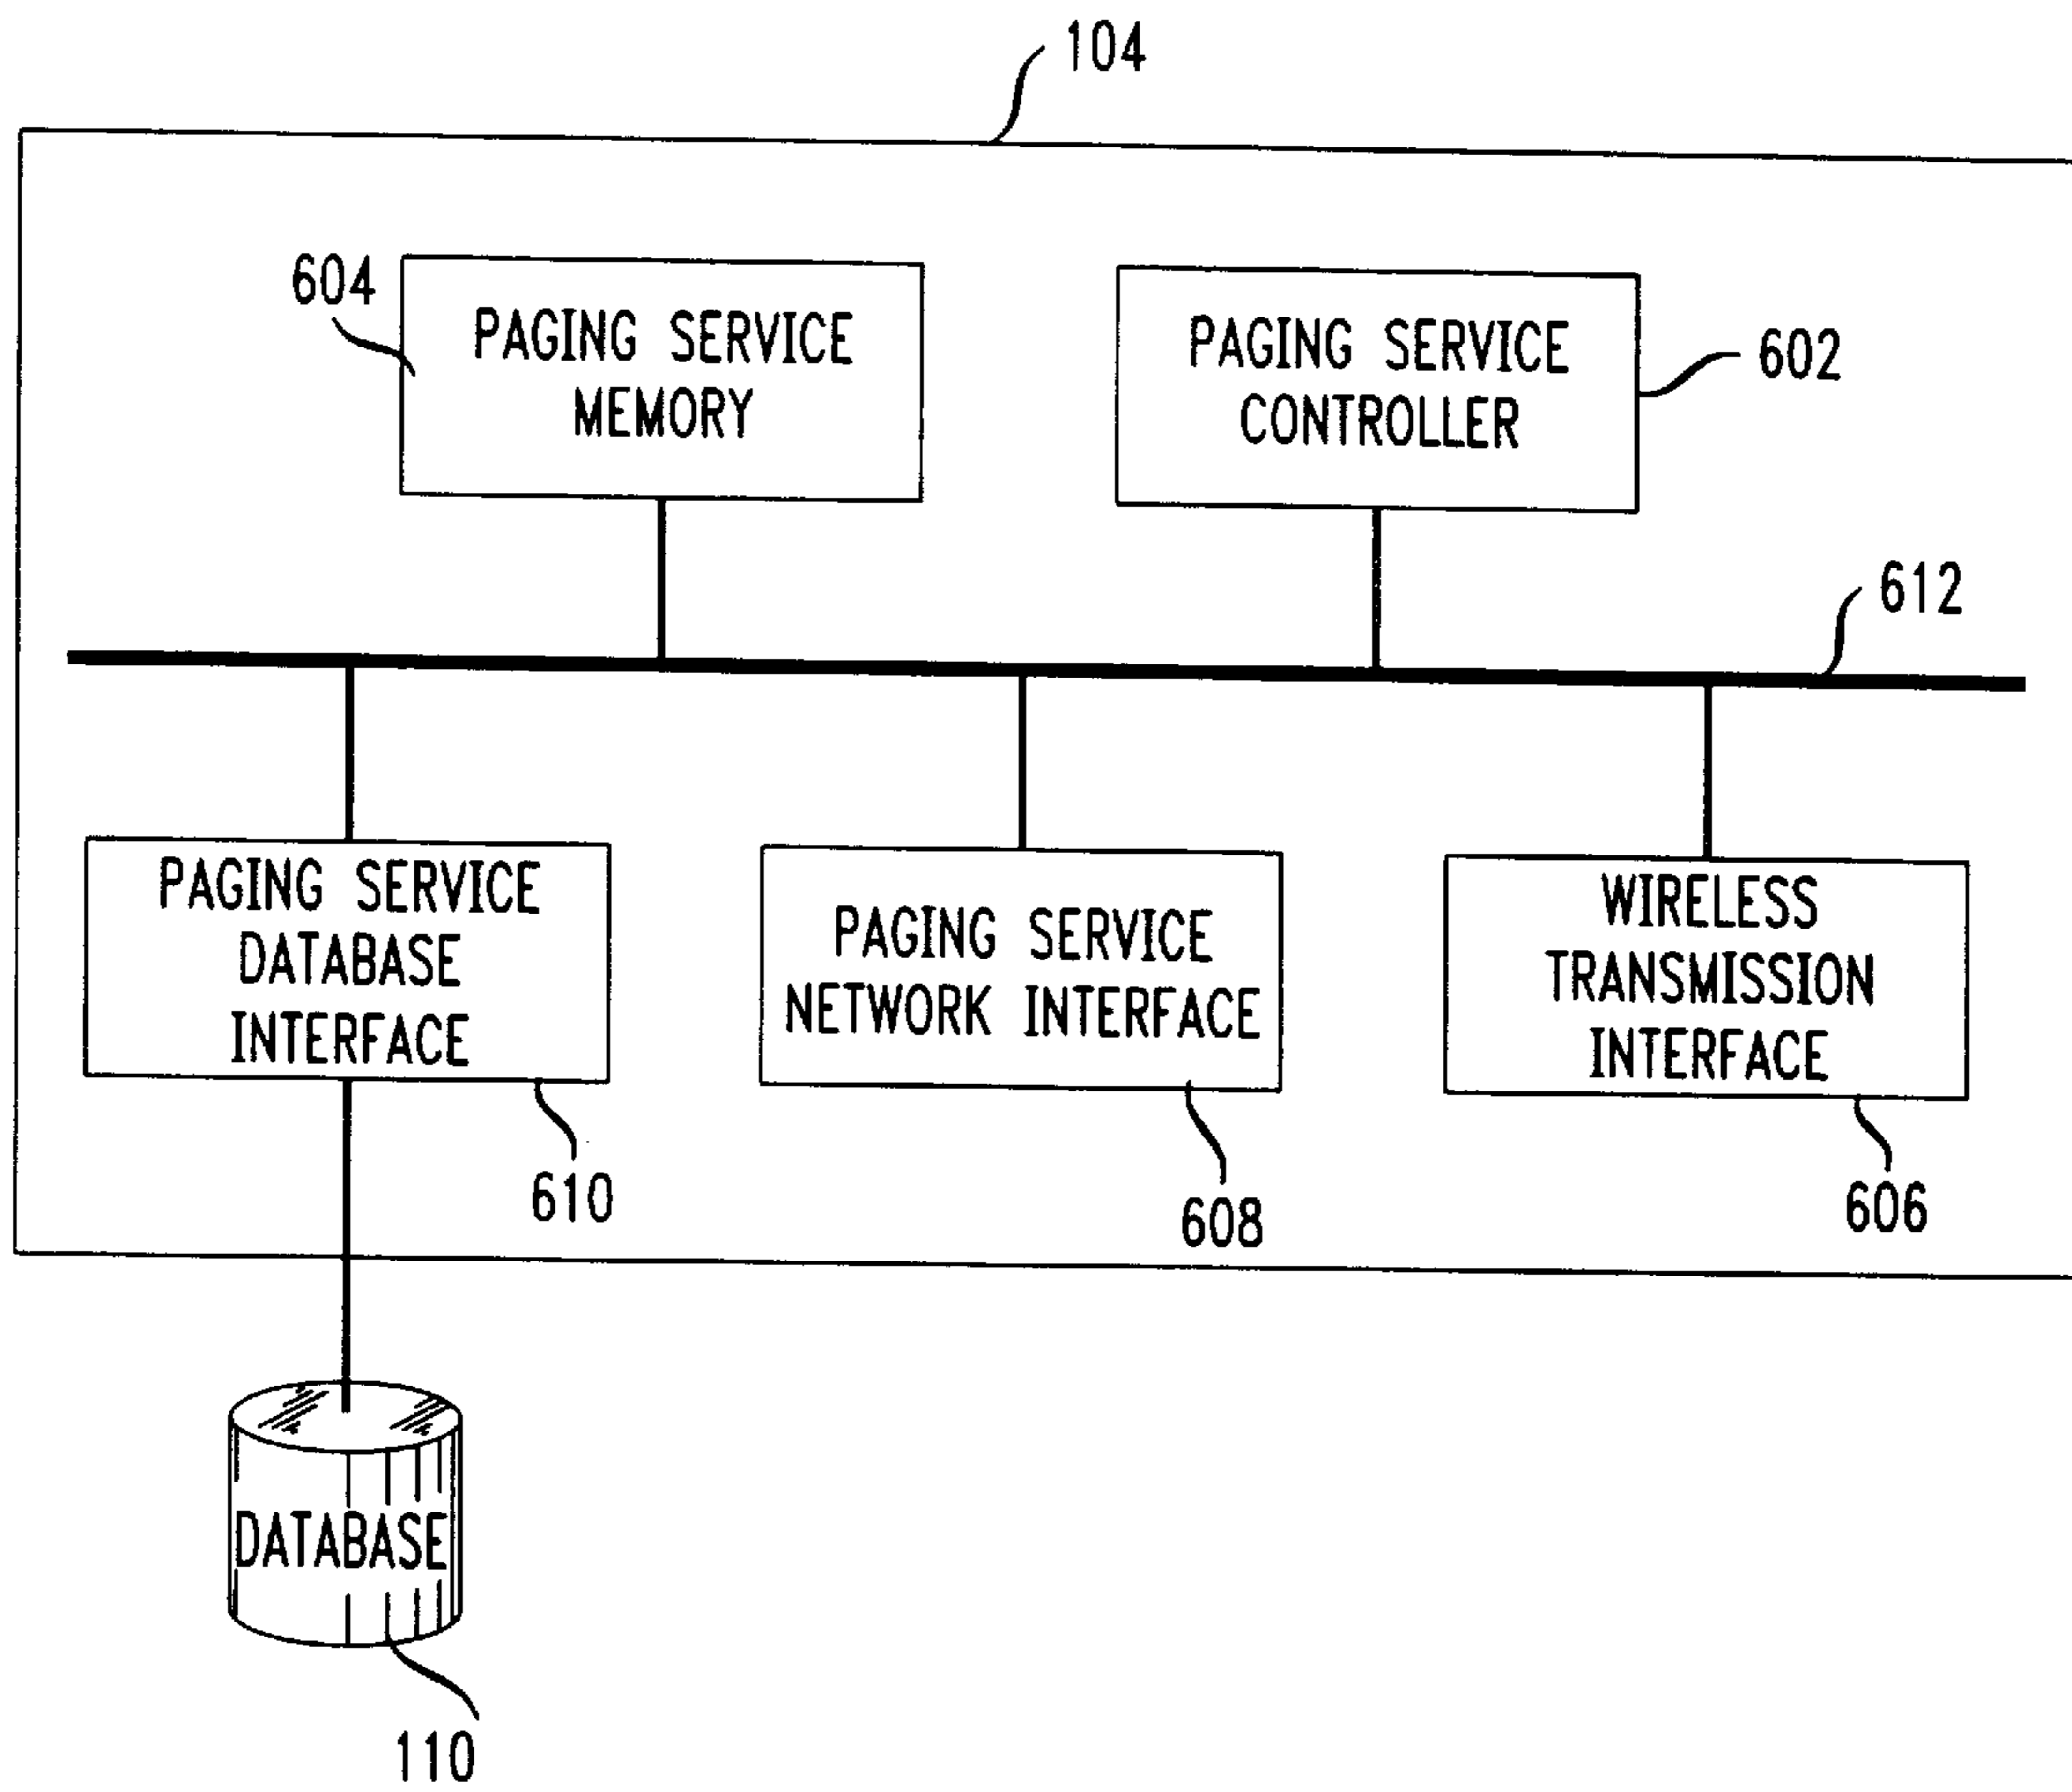 104
604
PAGING SERVICE
MEMORY
PAGING SERVICE
CONTROLLER
602
612
PAGING SERVICE
DATABASE
INTERFACE
PAGING SERVICE
NETWORK INTERFACE
WIRELESS
TRANSMISSION
INTERFACE
610
608
606
DATABASE
110